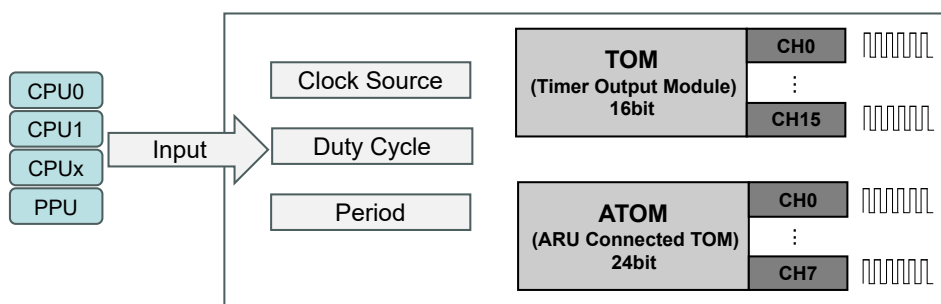 CPU0
CPU1
CPUx
PPU
Input
Clock Source
Duty Cycle
Period
TOM
(Timer Output Module)
16bit
CH0
⋮
CH15
ATOM
(ARU Connected TOM)
24bit
CH0
⋮
CH7